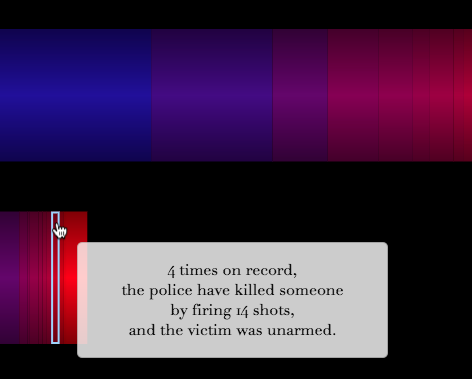 4 times on record,
the police have killed someone
by firing 14 shots,
and the victim was unarmed.